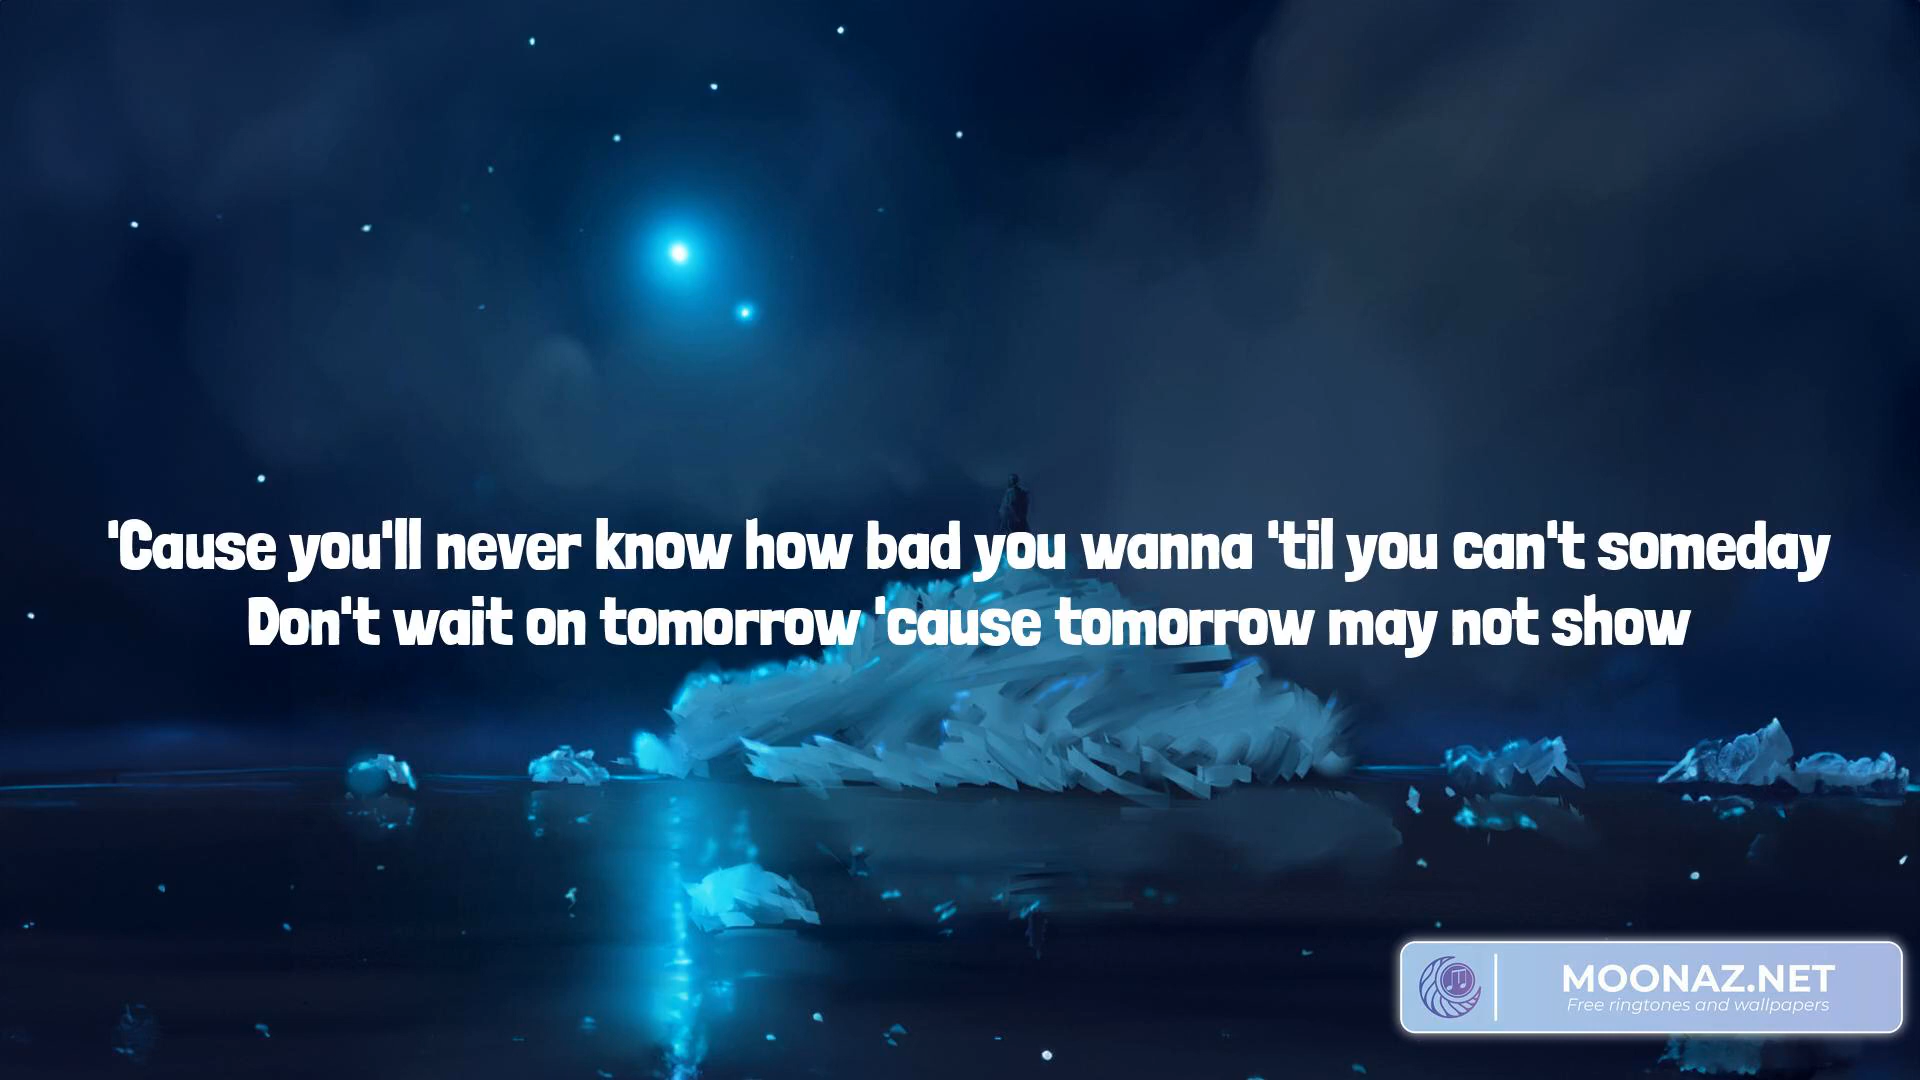 'Cause you'll never know how bad you wanna 'til you can't someday
Don't wait on tomorrow 'cause tomorrow may not show
MOONAZ.NET
Free ringtones and wallpapers